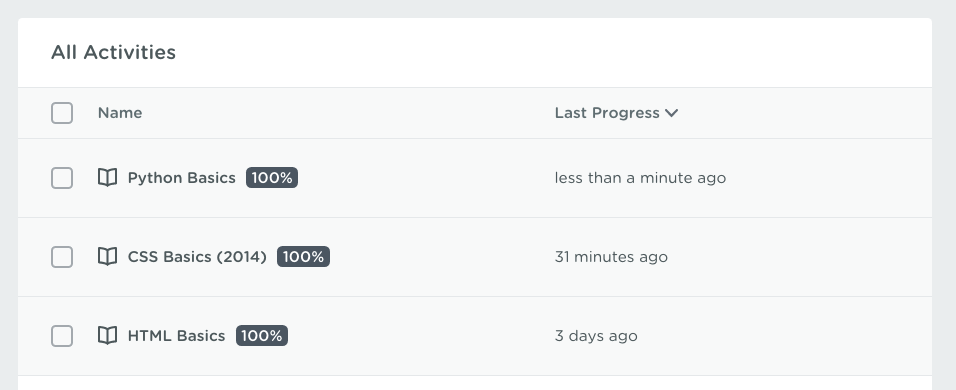 All Activities
Name Last Progress
Python Basics 100% less than a minute ago
CSS Basics (2014) 100% 31 minutes ago
HTML Basics 100% 3 days ago